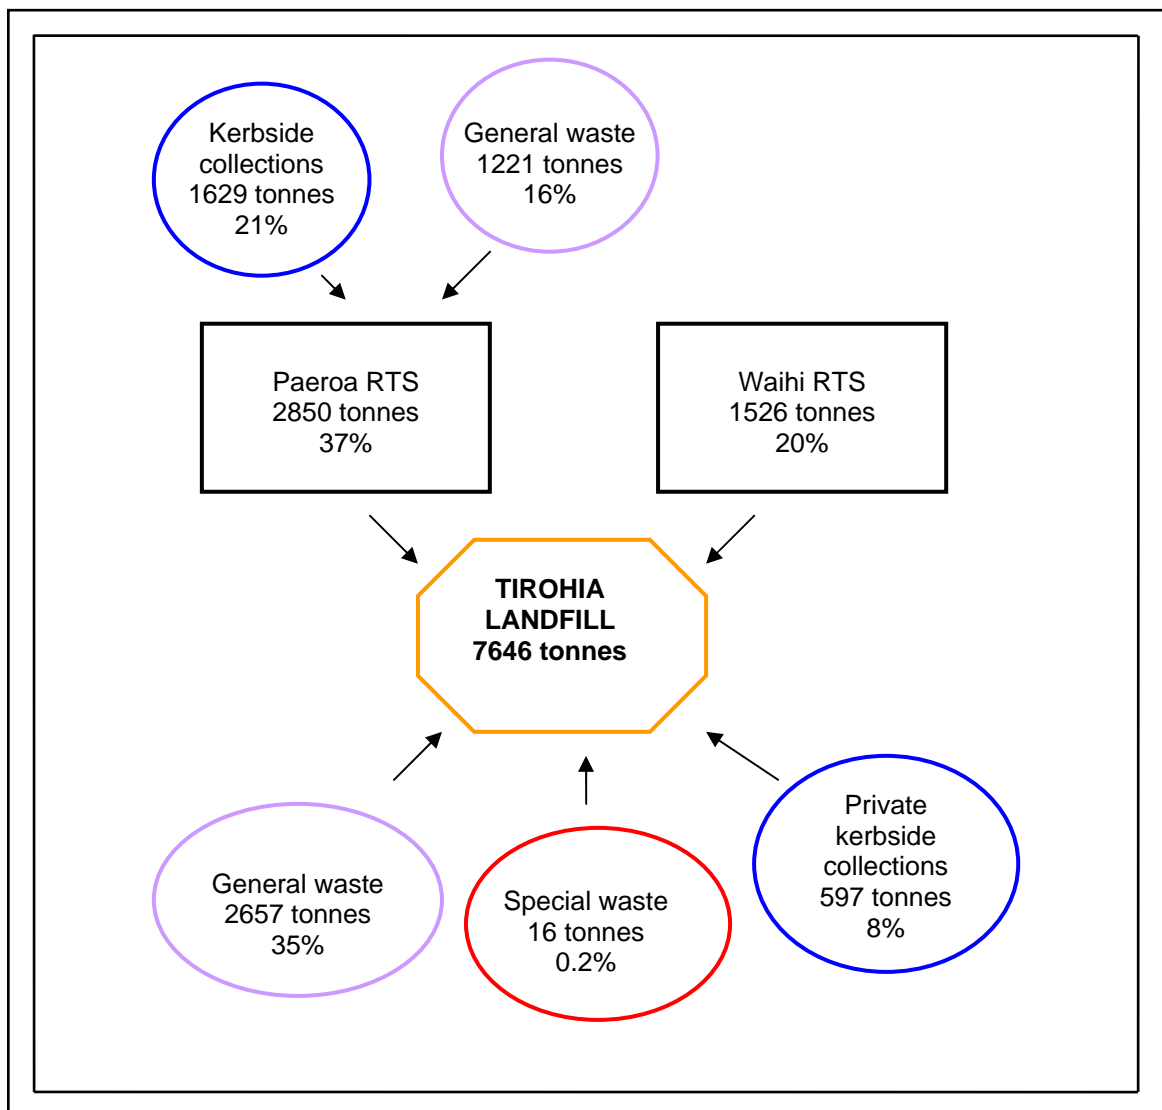 Kerbside
collections
1629 tonnes
21%
General waste
1221 tonnes
16%
Paeroa RTS
2850 tonnes
37%
Waihi RTS
1526 tonnes
20%
TIROHIA
LANDFILL
7646 tonnes
General waste
2657 tonnes
35%
Special waste
16 tonnes
0.2%
Private
kerbside
collections
597 tonnes
8%